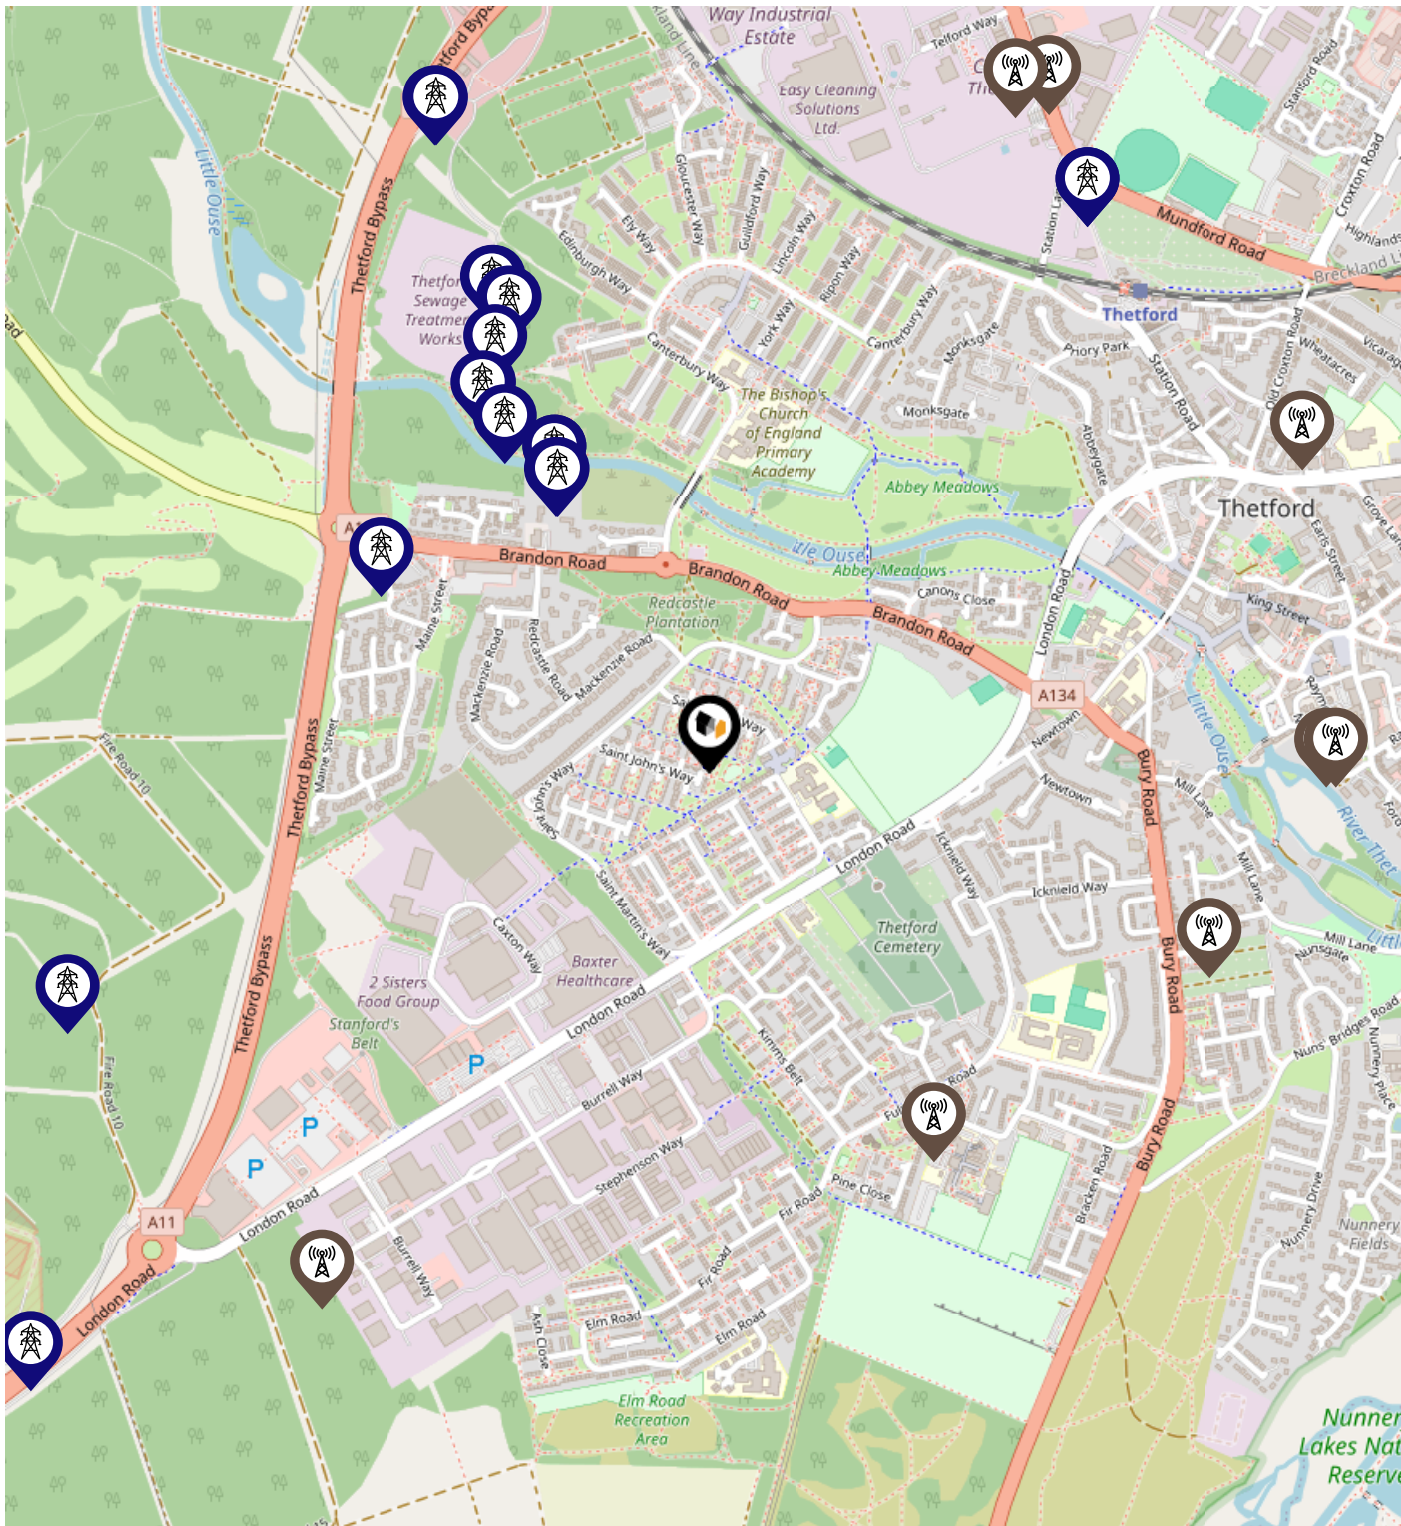 Way Industrial
Estate
Telford Way
Easy Cleaning
Solutions
Ltd.
Stanford Road
Croxton Road
Little Ouse
Thetford Bypass
Gloucester Way
Guildford Way
Ely Way
Lincoln Way
Ripon Way
Edinburgh Way
Station La
Mundford Road
Highlands
Breckland Li
Thetford
Sewage
Treatment
Works
York Way
Canterbury Way
Canterbury Way
Monksgate
Thetford
Priory Park
Station Road
Old Croxton Road
Wheatacres
Vicarag
The Bishop's
Church
of England
Primary
Academy
Monksgate
Abbeygate
Abbey Meadows
Thetford
Grove Lan
Earls Street
Brandon Road
Brandon Road
Abbey Meadows
Canons Close
London Road
King Street
Redcastle
Plantation
Brandon Road
Maine Street
Mackenzie Road
Redcastle Road
Mackenzie Road
A134
Newtown
Little Ouse
Raym
Way
Saint John's Way
Saint John's Way
Fire Road 10
Maine Street
Thetford Bypass
Bury Road
Newtown
Mill Lane
River Thet
London Road
Icknield Way
Icknield Way
Mill Lane
Saint Martin's Way
Caxton Way
Thetford
Cemetery
Baxter
Healthcare
2 Sisters
Food Group
Stanford's
Belt
Thetford Bypass
London Road
Bury Road
Mill Lane
Nunsgate
Nuns' Bridges Road
Nunnery Place
Kimms Belt
P
Burrell Way
Fire Road 10
P
P
Road
Bury Road
Stephenson Way
Pine Close
Fir Road
Bracken Road
Nunnery Drive
Nunnery
Fields
A11
London Road
Burrell Way
Fir Road
London Road
Elm Road
Elm Road
Ash Close
Elm Road
Recreation
Area
Nunner
Lakes Nat
Reserve